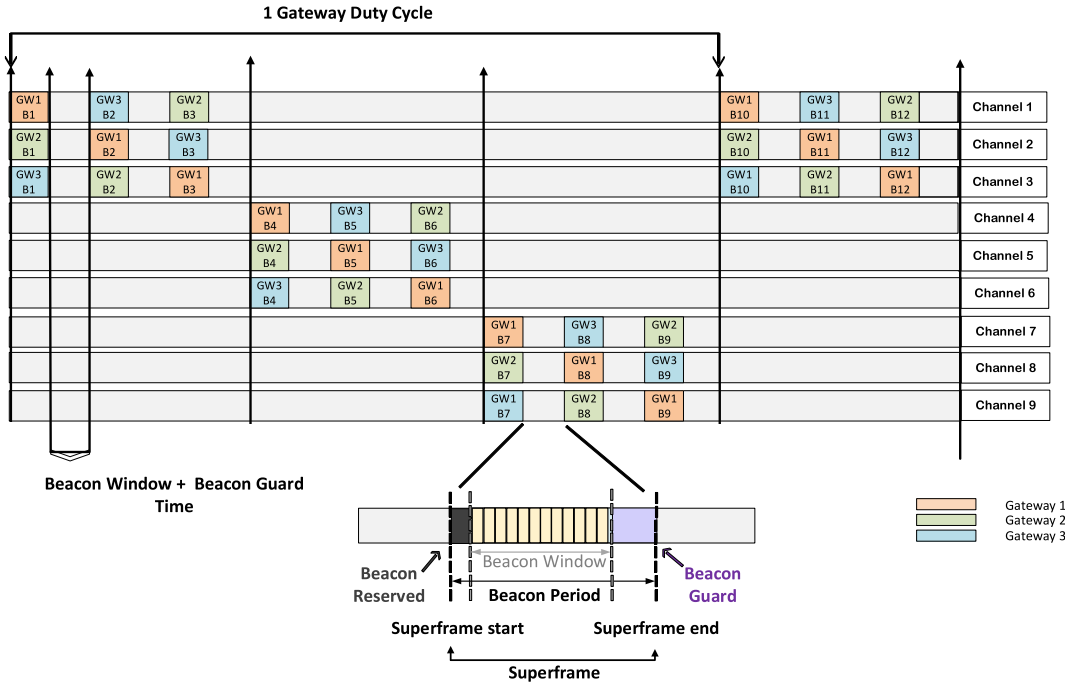 1 Gateway Duty Cycle
GW1 GW3 GW2 GW1 GW3 GW2 Channel 1
B1 B2 B3 B10 B11 B12
GW2 GW1 GW3 GW2 GW1 GW3 Channel 2
B1 B2 B3 B10 B11 B12
GW3 GW2 GW1 GW1 GW2 GW1 Channel 3
B1 B2 B3 B10 B11 B12
GW1 GW3 GW2 Channel 4
B4 B5 B6
GW2 GW1 GW3 Channel 5
B4 B5 B6
GW3 GW2 GW1 Channel 6
B4 B5 B6
GW1 GW3 GW2 Channel 7
B7 B8 B9
GW2 GW1 GW3 Channel 8
B7 B8 B9
GW1 GW2 GW1 Channel 9
B7 B8 B9
Beacon Window + Beacon Guard
Time
Gateway 1
Gateway 2
Gateway 3
Beacon Window
Beacon
Reserved
Beacon Period
Beacon
Guard
Superframe start
Superframe end
Superframe